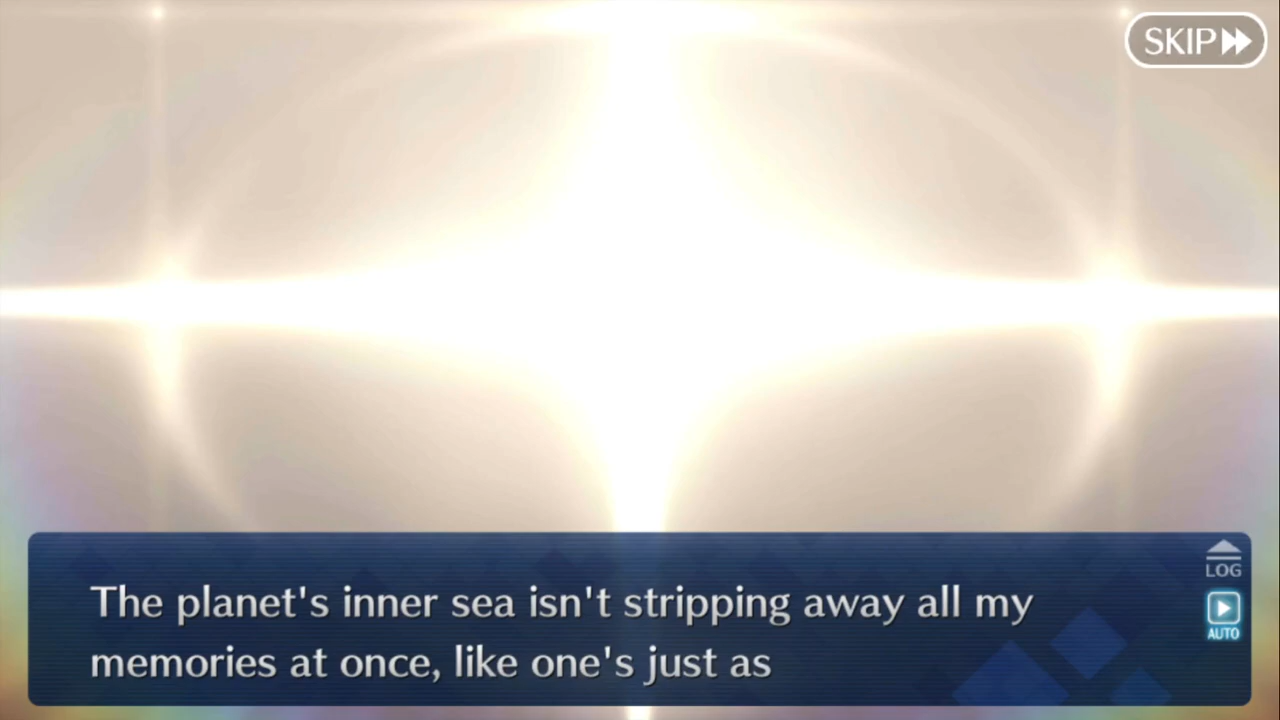 SKIP
The planet's inner sea isn't stripping away all my
memories at once, like one's just as
LOG
AUTO